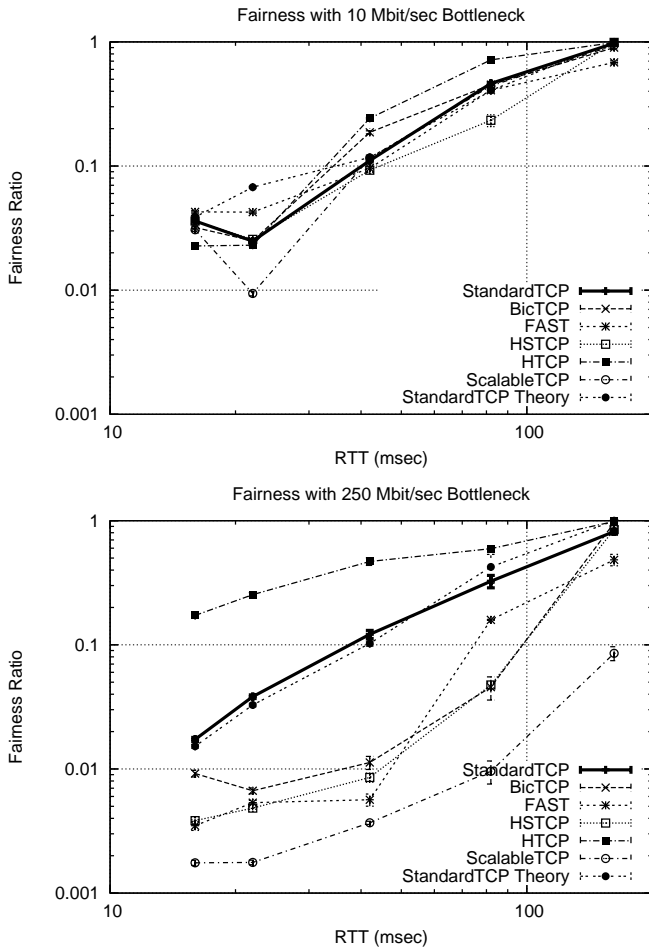 Fairness with 10 Mbit/sec Bottleneck
1
0.1
0.01
0.001
Fairness Ratio
StandardTCP
BicTCP
FAST
HSTCP
HTCP
ScalableTCP
StandardTCP Theory
10
100
RTT (msec)
Fairness with 250 Mbit/sec Bottleneck
1
0.1
0.01
0.001
Fairness Ratio
StandardTCP
BicTCP
FAST
HSTCP
HTCP
ScalableTCP
StandardTCP Theory
10
100
RTT (msec)